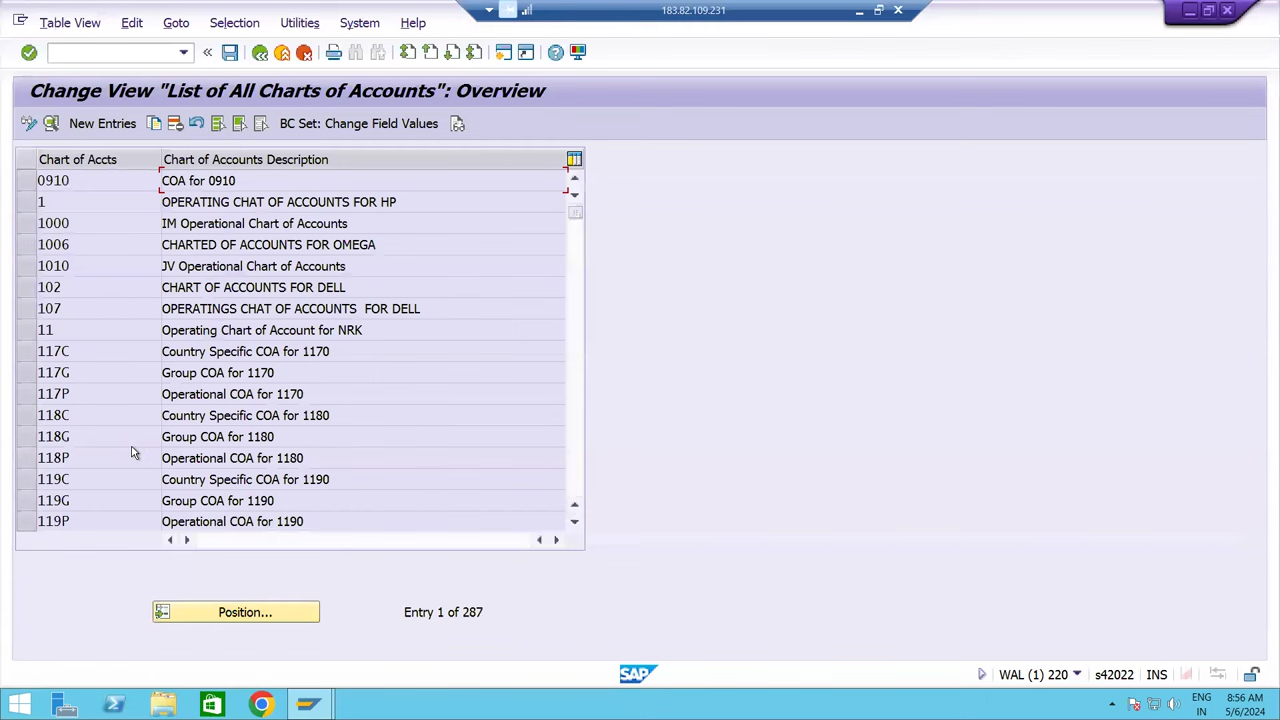 183.82.109.231
Table View Edit Goto Selection Utilities System Help
Change View "List of All Charts of Accounts": Overview
New Entries BC Set: Change Field Values
Chart of Accts Chart of Accounts Description
0910 COA for 0910
1 OPERATING CHAT OF ACCOUNTS FOR HP
1000 IM Operational Chart of Accounts
1006 CHARTED OF ACCOUNTS FOR OMEGA
1010 JV Operational Chart of Accounts
102 CHART OF ACCOUNTS FOR DELL
107 OPERATINGS CHAT OF ACCOUNTS FOR DELL
11 Operating Chart of Account for NRK
117C Country Specific COA for 1170
117G Group COA for 1170
117P Operational COA for 1170
118C Country Specific COA for 1180
118G Group COA for 1180
118P Operational COA for 1180
119C Country Specific COA for 1190
119G Group COA for 1190
119P Operational COA for 1190
Position... Entry 1 of 287
SAP WAL (1) 220 s42022 INS
ENG 8:56 AM
IN 5/6/2024